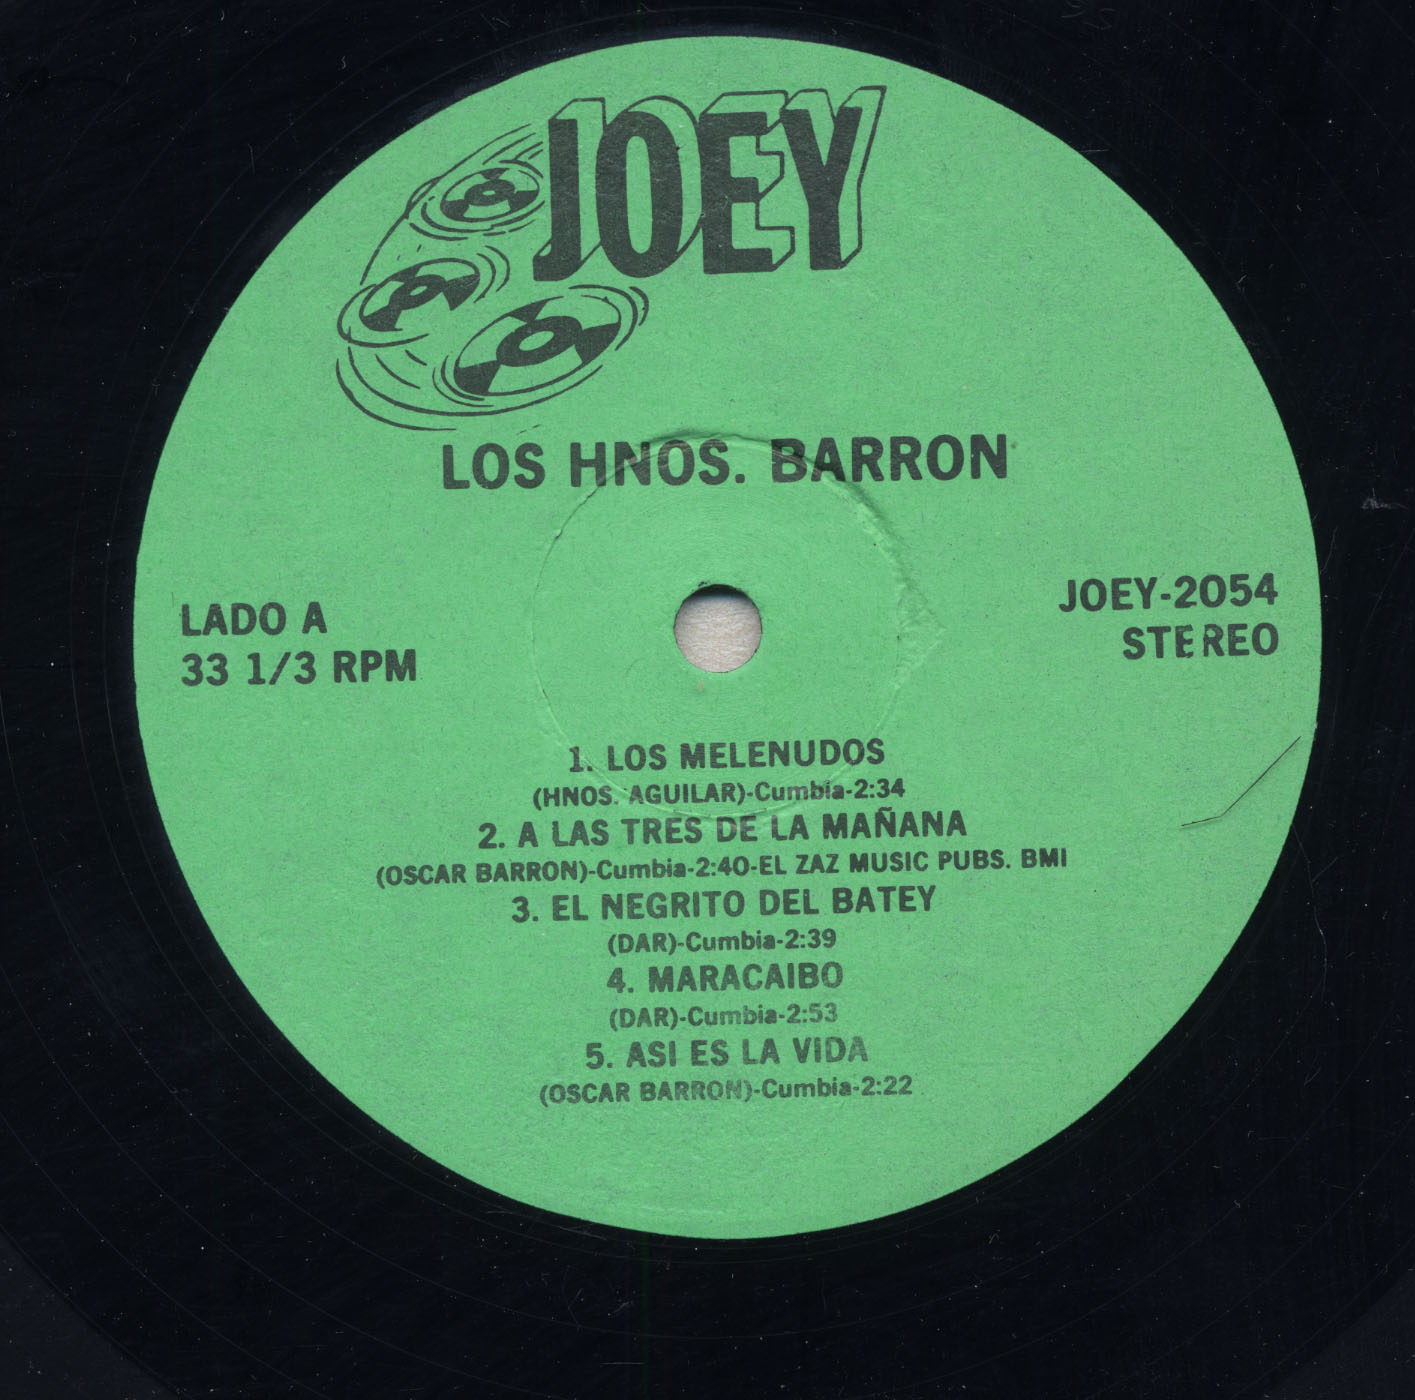 JOEY
LOS HNOS. BARRON
LADO A
33 1/3 RPM
JOEY-2054
STEREO
1. LOS MELENUDOS
(HNOS. AGUILAR)-Cumbia-2:34
2. A LAS TRES DE LA MAÑANA
(OSCAR BARRON)-Cumbia-2:40-EL ZAZ MUSIC PUBS. BMI
3. EL NEGRITO DEL BATEY
(DAR)-Cumbia-2:39
4. MARACAIBO
(DAR)-Cumbia-2:53
5. ASI ES LA VIDA
(OSCAR BARRON)-Cumbia-2:22